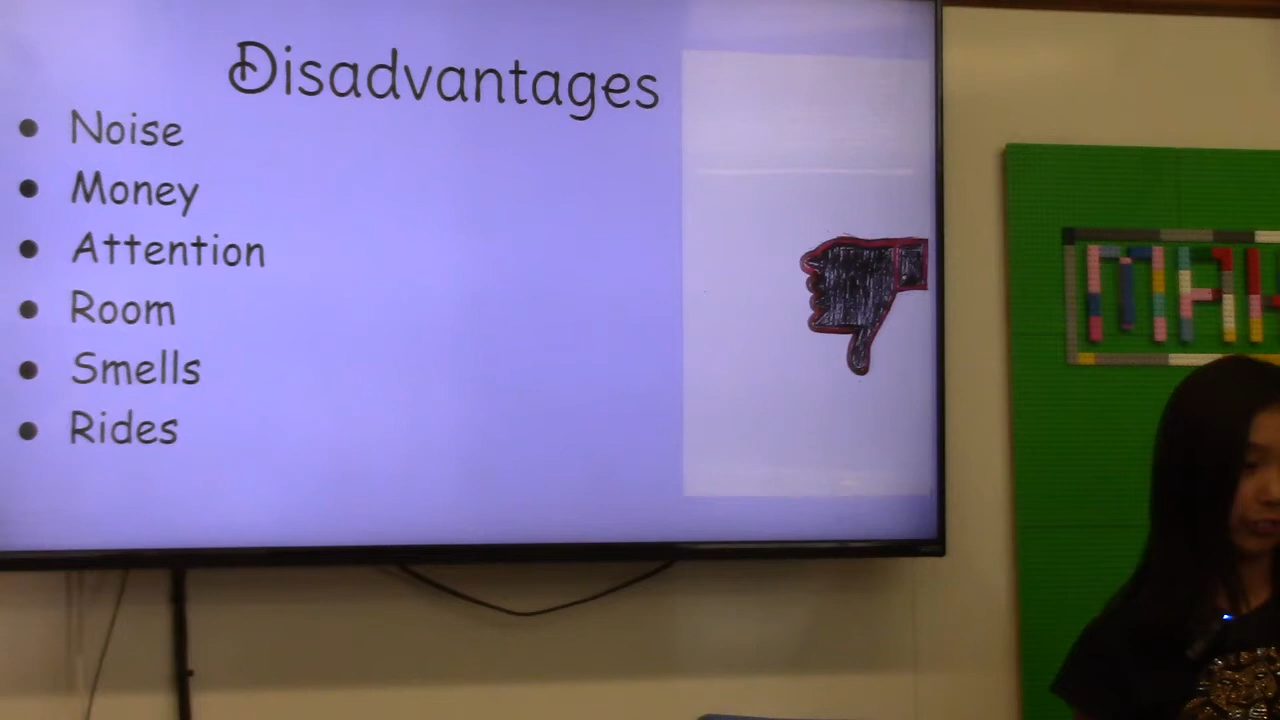 Disadvantages
• Noise
• Money
• Attention
• Room
• Smells
• Rides